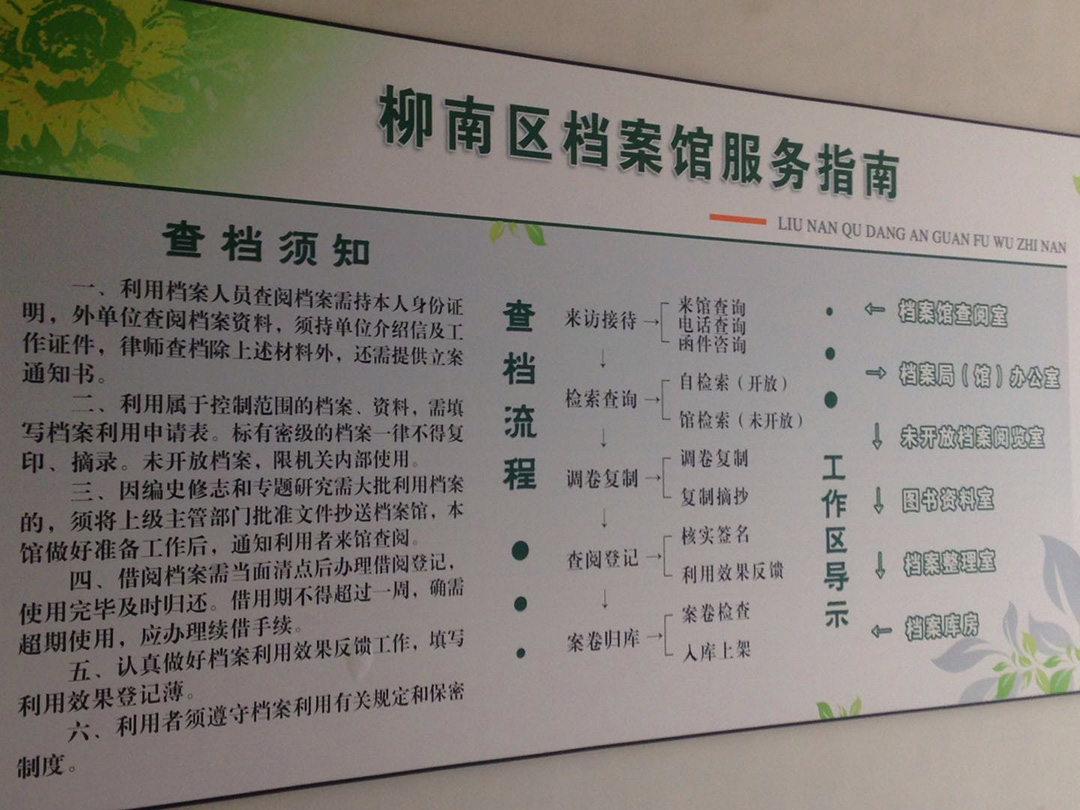 柳南区档案馆服务指南
LIU NAN QU DANG AN GUAN FU WU ZHI NAN
查档须知
一、利用档案人员查阅档案需持本人身份证
明，外单位查阅档案资料，须持单位介绍信及工
作证件，律师查档除上述材料外，还需提供立案
通知书。
二、利用属于控制范围的档案、资料，需填
写档案利用申请表。标有密级的档案一律不得复
印、摘录。未开放档案，限机关内部使用。
三、因编史修志和专题研究需大批利用档案
的，须将上级主管部门批准文件抄送档案馆，本
馆做好准备工作后，通知利用者来馆查阅。
四、借阅档案需当面清点后办理借阅登记，
使用完毕及时归还。借用期不得超过一周，确需
超期使用，应办理续借手续。
五、认真做好档案利用效果反馈工作，填写
利用效果登记薄。
六、利用者须遵守档案利用有关规定和保密
制度。
查档流程
来访接待→
来馆查询
电话查询
函件咨询
↓
检索查询→
自检索（开放）
馆检索（未开放）
↓
调卷复制→
调卷复制
复制摘抄
↓
查阅登记→
核实签名
利用效果反馈
↓
案卷归库→
案卷检查
入库上架
工作区导示
← 档案馆查阅室
→ 档案局（馆）办公室
↓ 未开放档案阅览室
↓ 图书资料室
↓ 档案整理室
← 档案库房